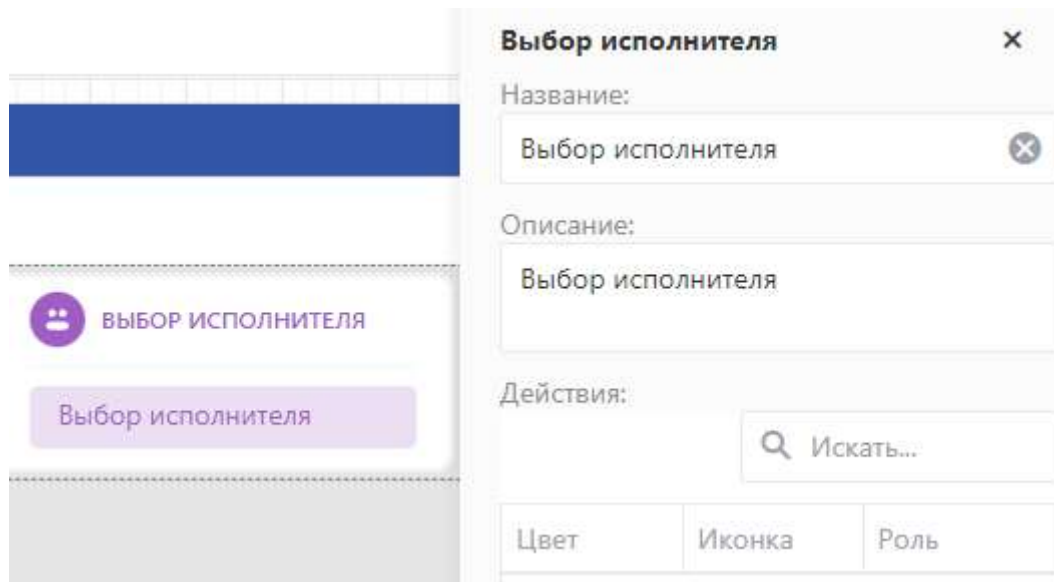 Выбор исполнителя
Название:
Выбор исполнителя
Описание:
Выбор исполнителя
ВЫБОР ИСПОЛНИТЕЛЯ
Выбор исполнителя
Действия:
Искать...
Цвет Иконка Роль